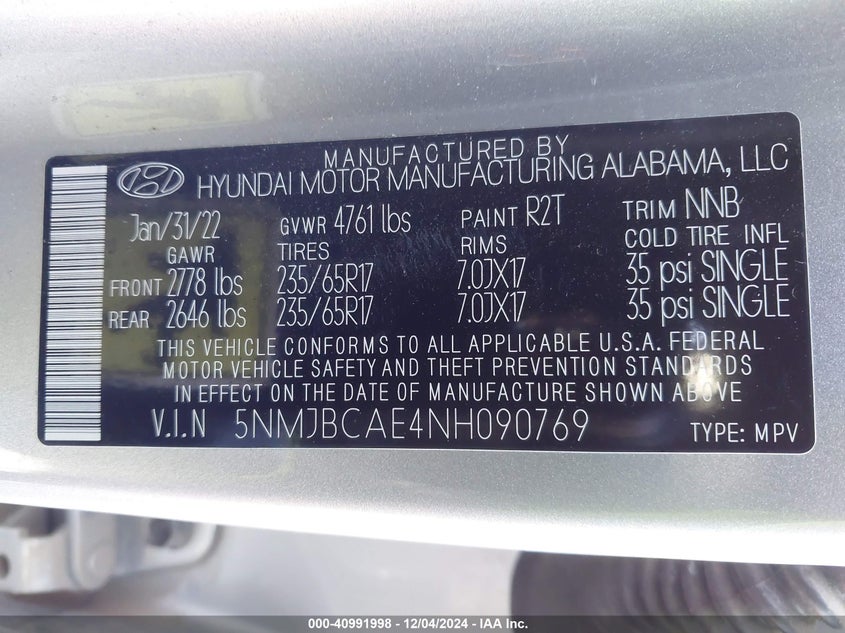 MANUFACTURED BY
HYUNDAI MOTOR MANUFACTURING ALABAMA, LLC
Jan/31/22 GVWR 4761 lbs PAINT R2T TRIM NNB
GAWR TIRES RIMS COLD TIRE INFL
FRONT 2778 lbs 235/65R17 7.0JX17 35 psi SINGLE
REAR 2646 lbs 235/65R17 7.0JX17 35 psi SINGLE
THIS VEHICLE CONFORMS TO ALL APPLICABLE U.S.A. FEDERAL
MOTOR VEHICLE SAFETY AND THEFT PREVENTION STANDARDS
IN EFFECT ON THE DATE OF MANUFACTURE SHOWN ABOVE
V.I.N 5NMJBCAE4NH090769 TYPE: MPV
000-40991998 - 12/04/2024 - IAA Inc.